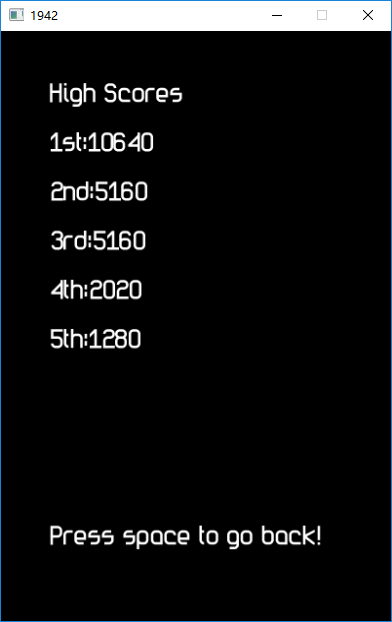 1942
High Scores
1st:10640
2nd:5160
3rd:5160
4th:2020
5th:1280
Press space to go back!